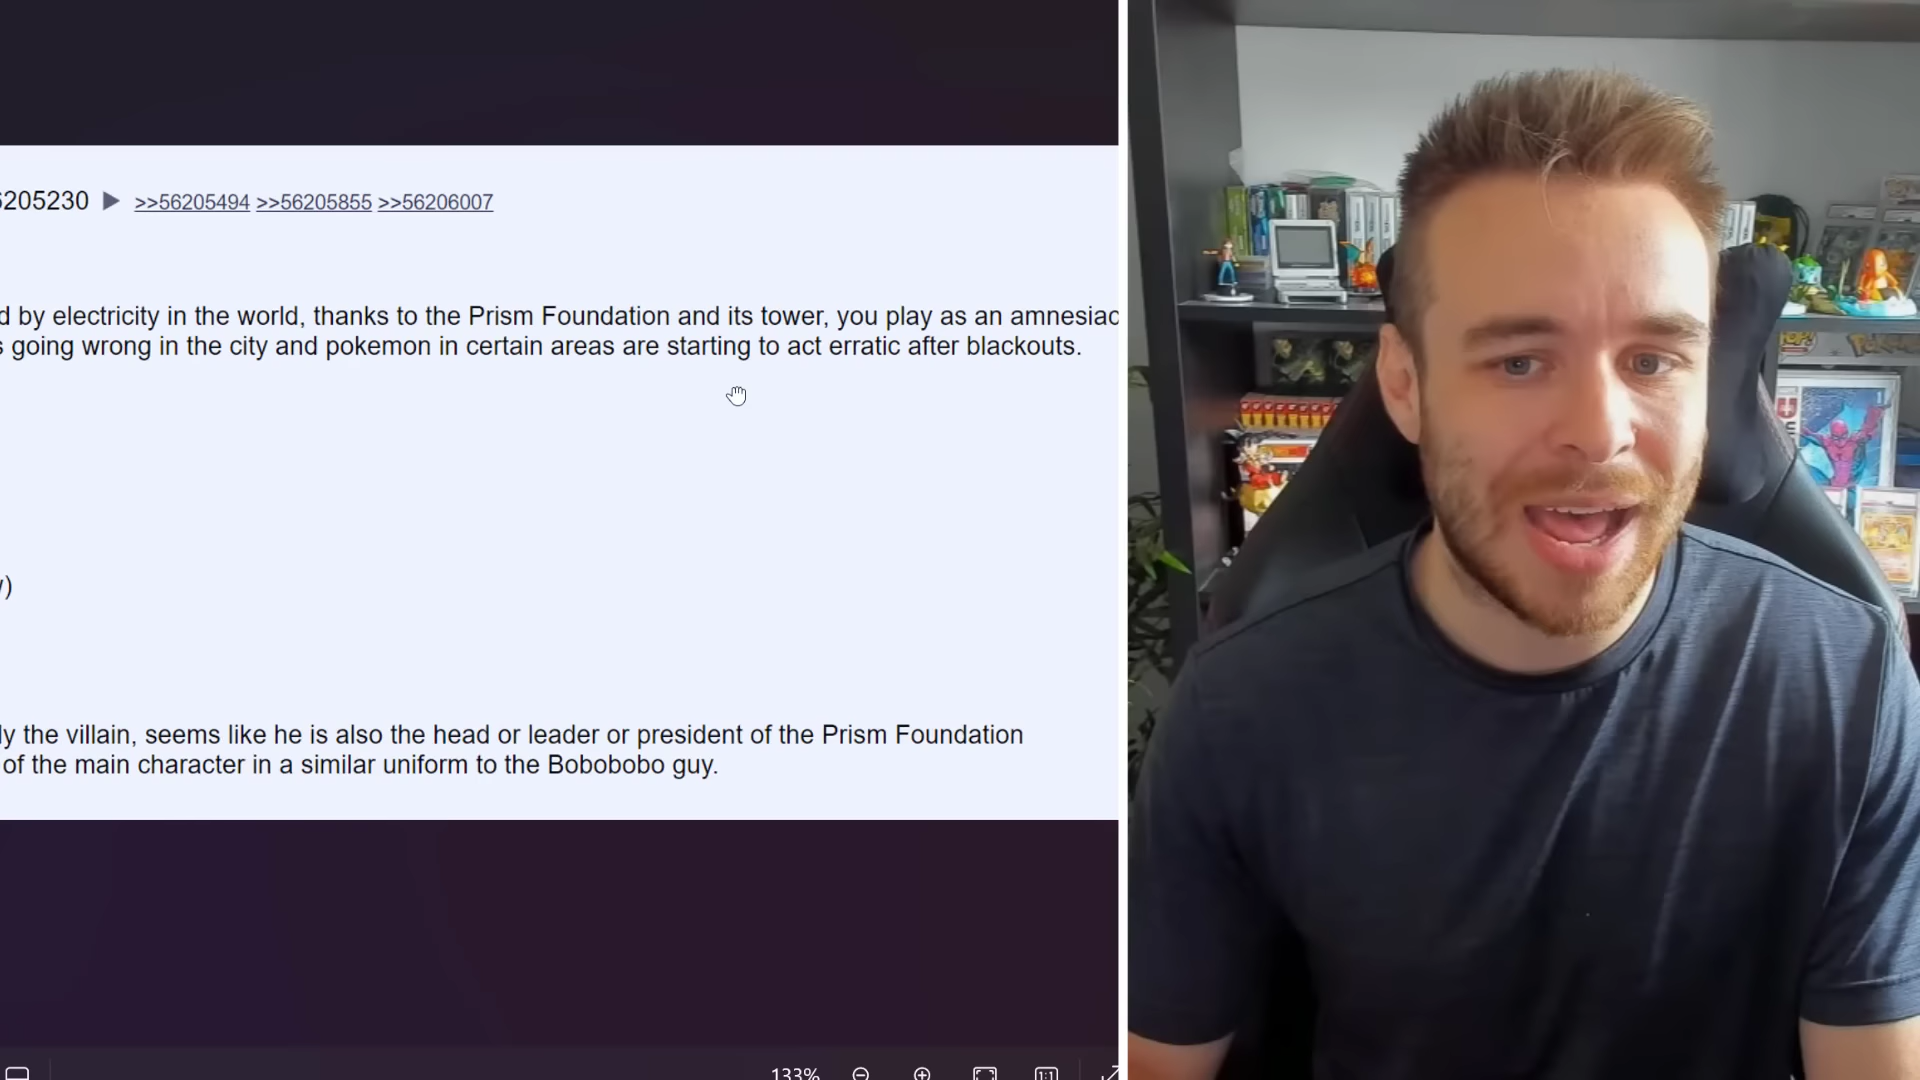 6205230 ▶ >>56205494 >>56205855 >>56206007
d by electricity in the world, thanks to the Prism Foundation and its tower, you play as an amnesiac
s going wrong in the city and pokemon in certain areas are starting to act erratic after blackouts.
)
ly the villain, seems like he is also the head or leader or president of the Prism Foundation
of the main character in a similar uniform to the Bobobobo guy.
133%
1:1